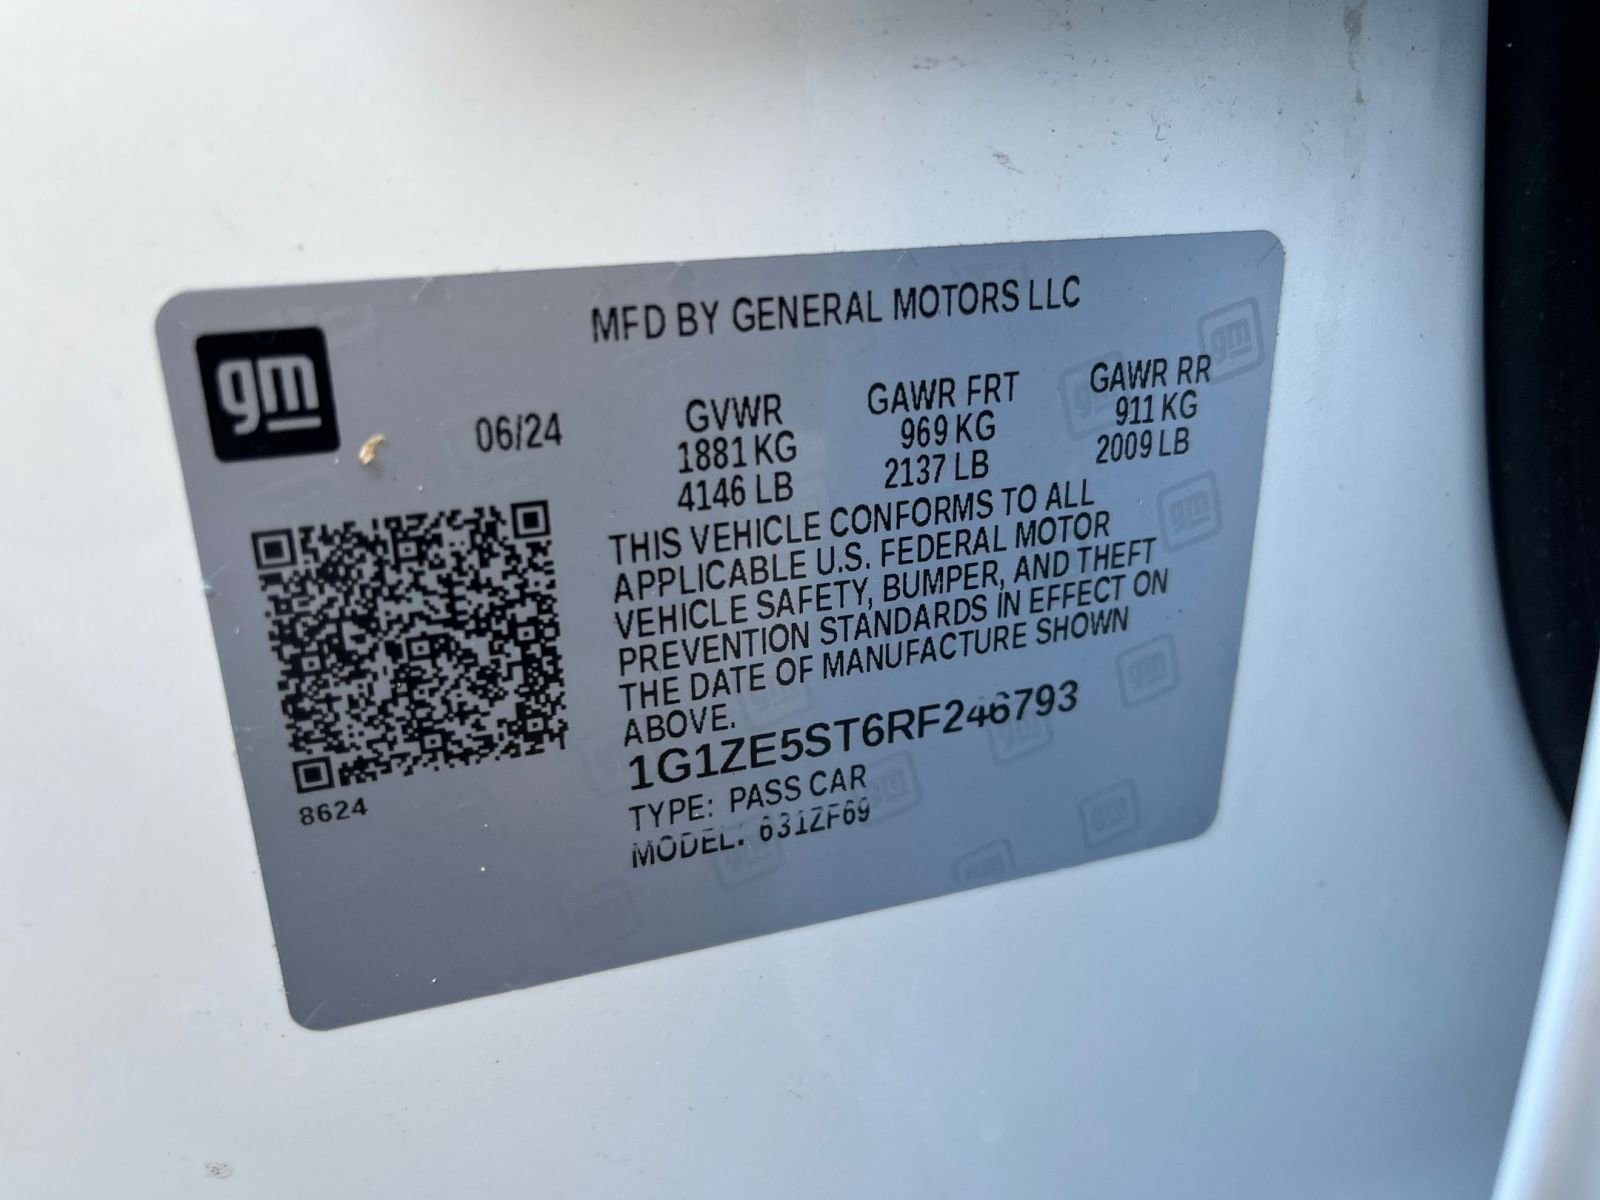 MFD BY GENERAL MOTORS LLC
gm
06/24
GVWR GAWR FRT GAWR RR
1881 KG 969 KG 911 KG
4146 LB 2137 LB 2009 LB
THIS VEHICLE CONFORMS TO ALL
APPLICABLE U.S. FEDERAL MOTOR
VEHICLE SAFETY, BUMPER, AND THEFT
PREVENTION STANDARDS IN EFFECT ON
THE DATE OF MANUFACTURE SHOWN
ABOVE.
1G1ZE5ST6RF246793
TYPE: PASS CAR
MODEL: 631ZF69
8624